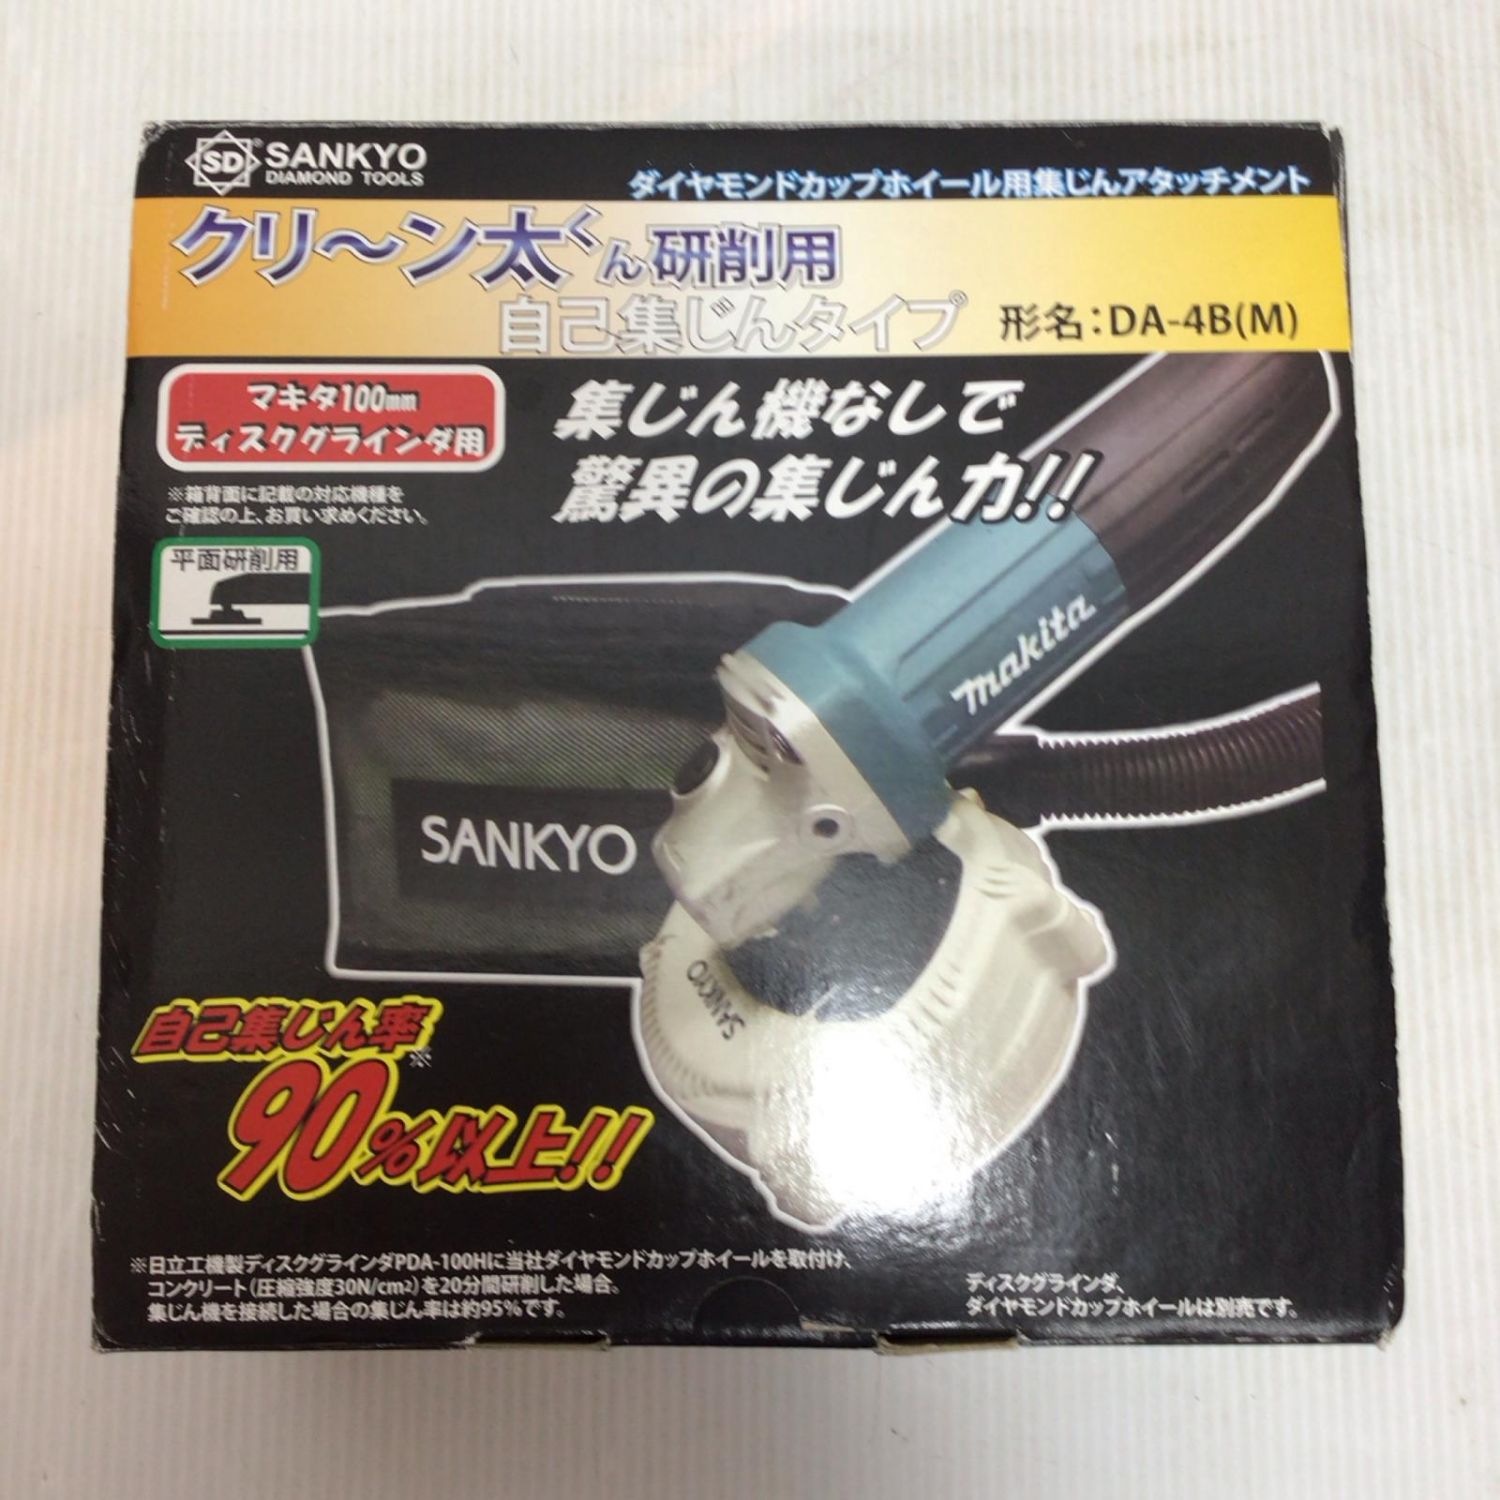 SD
SANKYO
DIAMOND TOOLS
ダイヤモンドカップホイール用集じんアタッチメント
クリ〜ン太くん研削用
自己集じんタイプ
形名：DA-4B(M)
マキタ100mm
ディスクグラインダ用
集じん機なしで
驚異の集じん力!!
※箱背面に記載の対応機種を
ご確認の上、お買い求めください。
平面研削用
makita
SANKYO
SANKYO
自己集じん率※
90%以上!!
※日立工機製ディスクグラインダPDA-100Hに当社ダイヤモンドカップホイールを取付け、
コンクリート（圧縮強度30N/cm2）を20分間研削した場合。
集じん機を接続した場合の集じん率は約95%です。
ディスクグラインダ、
ダイヤモンドカップホイールは別売です。